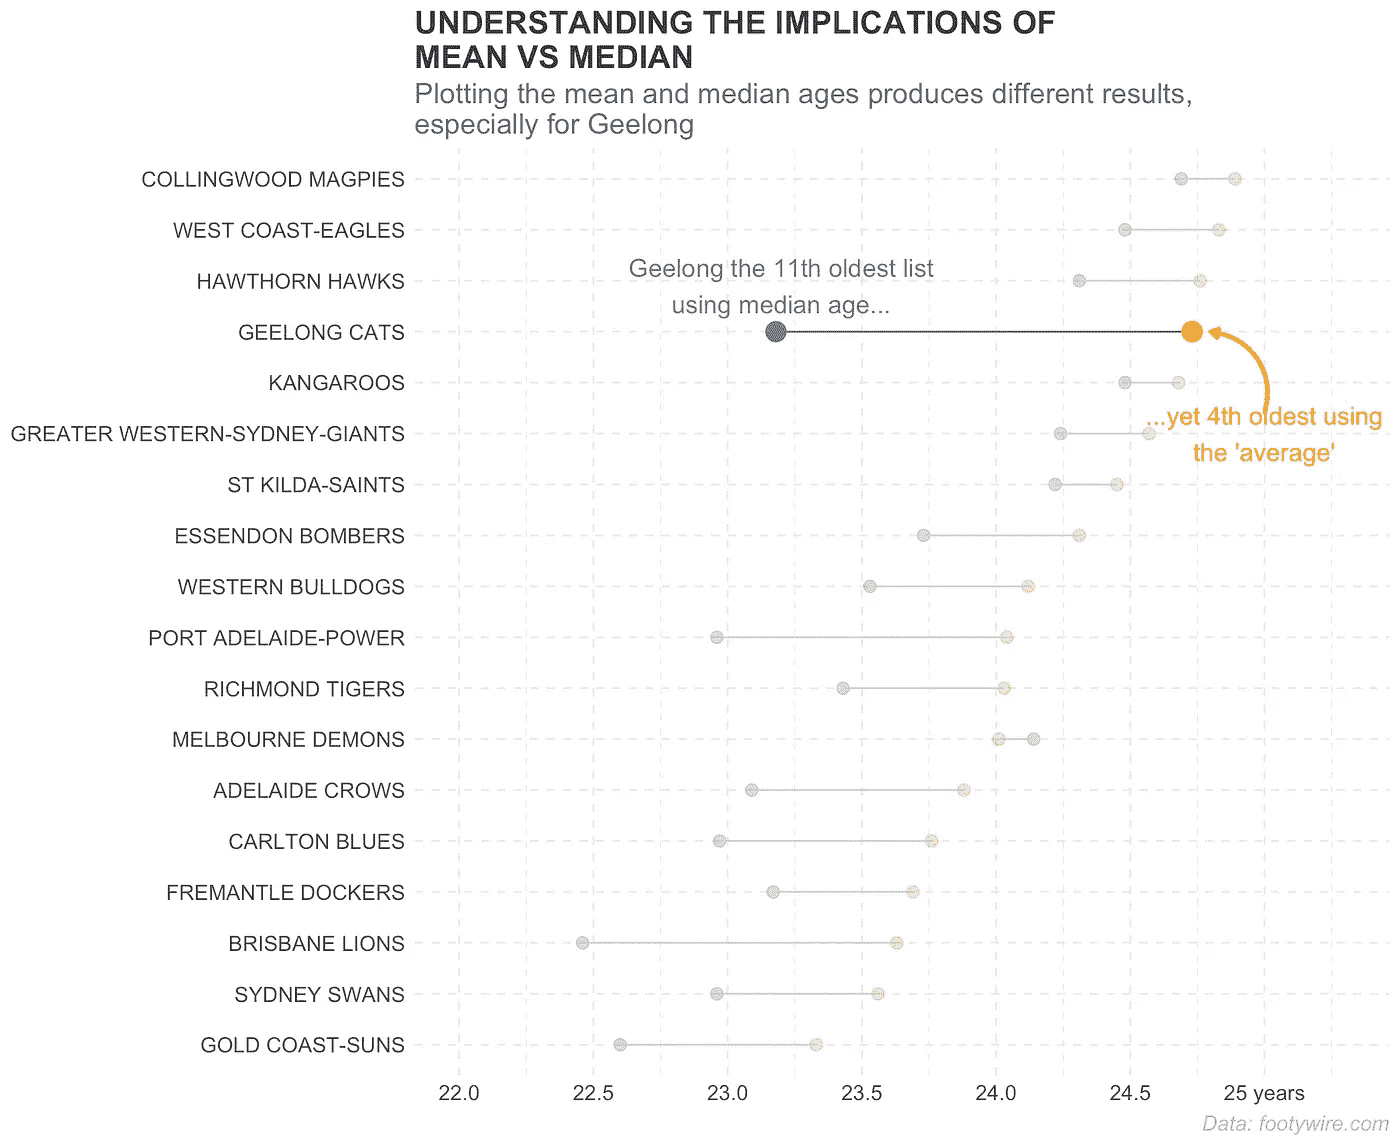 UNDERSTANDING THE IMPLICATIONS OF
MEAN VS MEDIAN
Plotting the mean and median ages produces different results,
especially for Geelong
COLLINGWOOD MAGPIES
WEST COAST-EAGLES
Geelong the 11th oldest list
HAWTHORN HAWKS
using median age...
GEELONG CATS
KANGAROOS
...yet 4th oldest using
GREATER WESTERN-SYDNEY-GIANTS
the 'average'
ST KILDA-SAINTS
ESSENDON BOMBERS
WESTERN BULLDOGS
PORT ADELAIDE-POWER
RICHMOND TIGERS
MELBOURNE DEMONS
ADELAIDE CROWS
CARLTON BLUES
FREMANTLE DOCKERS
BRISBANE LIONS
SYDNEY SWANS
GOLD COAST-SUNS
22.0 22.5 23.0 23.5 24.0 24.5 25 years
Data: footywire.com